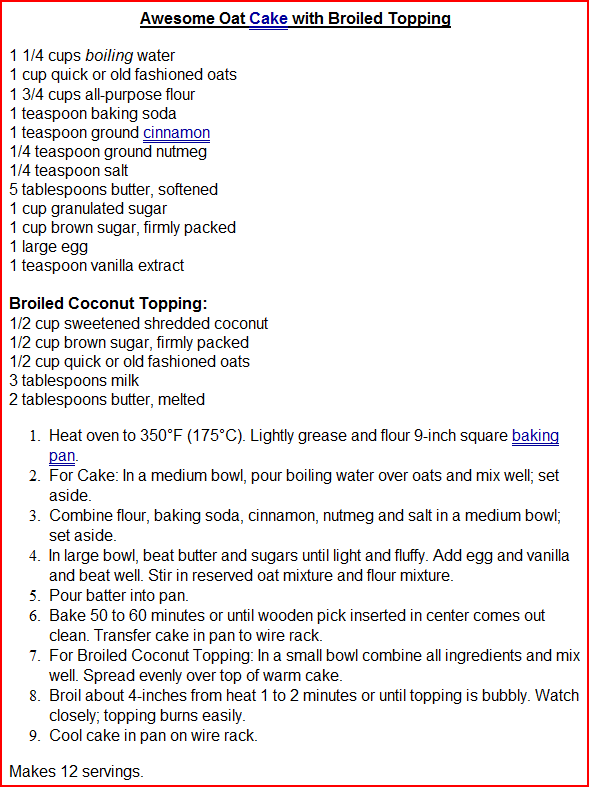 Awesome Oat Cake with Broiled Topping
1 1/4 cups boiling water
1 cup quick or old fashioned oats
1 3/4 cups all-purpose flour
1 teaspoon baking soda
1 teaspoon ground cinnamon
1/4 teaspoon ground nutmeg
1/4 teaspoon salt
5 tablespoons butter, softened
1 cup granulated sugar
1 cup brown sugar, firmly packed
1 large egg
1 teaspoon vanilla extract
Broiled Coconut Topping:
1/2 cup sweetened shredded coconut
1/2 cup brown sugar, firmly packed
1/2 cup quick or old fashioned oats
3 tablespoons milk
2 tablespoons butter, melted
1. Heat oven to 350°F (175°C). Lightly grease and flour 9-inch square baking
pan.
2. For Cake: In a medium bowl, pour boiling water over oats and mix well; set
aside.
3. Combine flour, baking soda, cinnamon, nutmeg and salt in a medium bowl;
set aside.
4. In large bowl, beat butter and sugars until light and fluffy. Add egg and vanilla
and beat well. Stir in reserved oat mixture and flour mixture.
5. Pour batter into pan.
6. Bake 50 to 60 minutes or until wooden pick inserted in center comes out
clean. Transfer cake in pan to wire rack.
7. For Broiled Coconut Topping: In a small bowl combine all ingredients and mix
well. Spread evenly over top of warm cake.
8. Broil about 4-inches from heat 1 to 2 minutes or until topping is bubbly. Watch
closely; topping burns easily.
9. Cool cake in pan on wire rack.
Makes 12 servings.